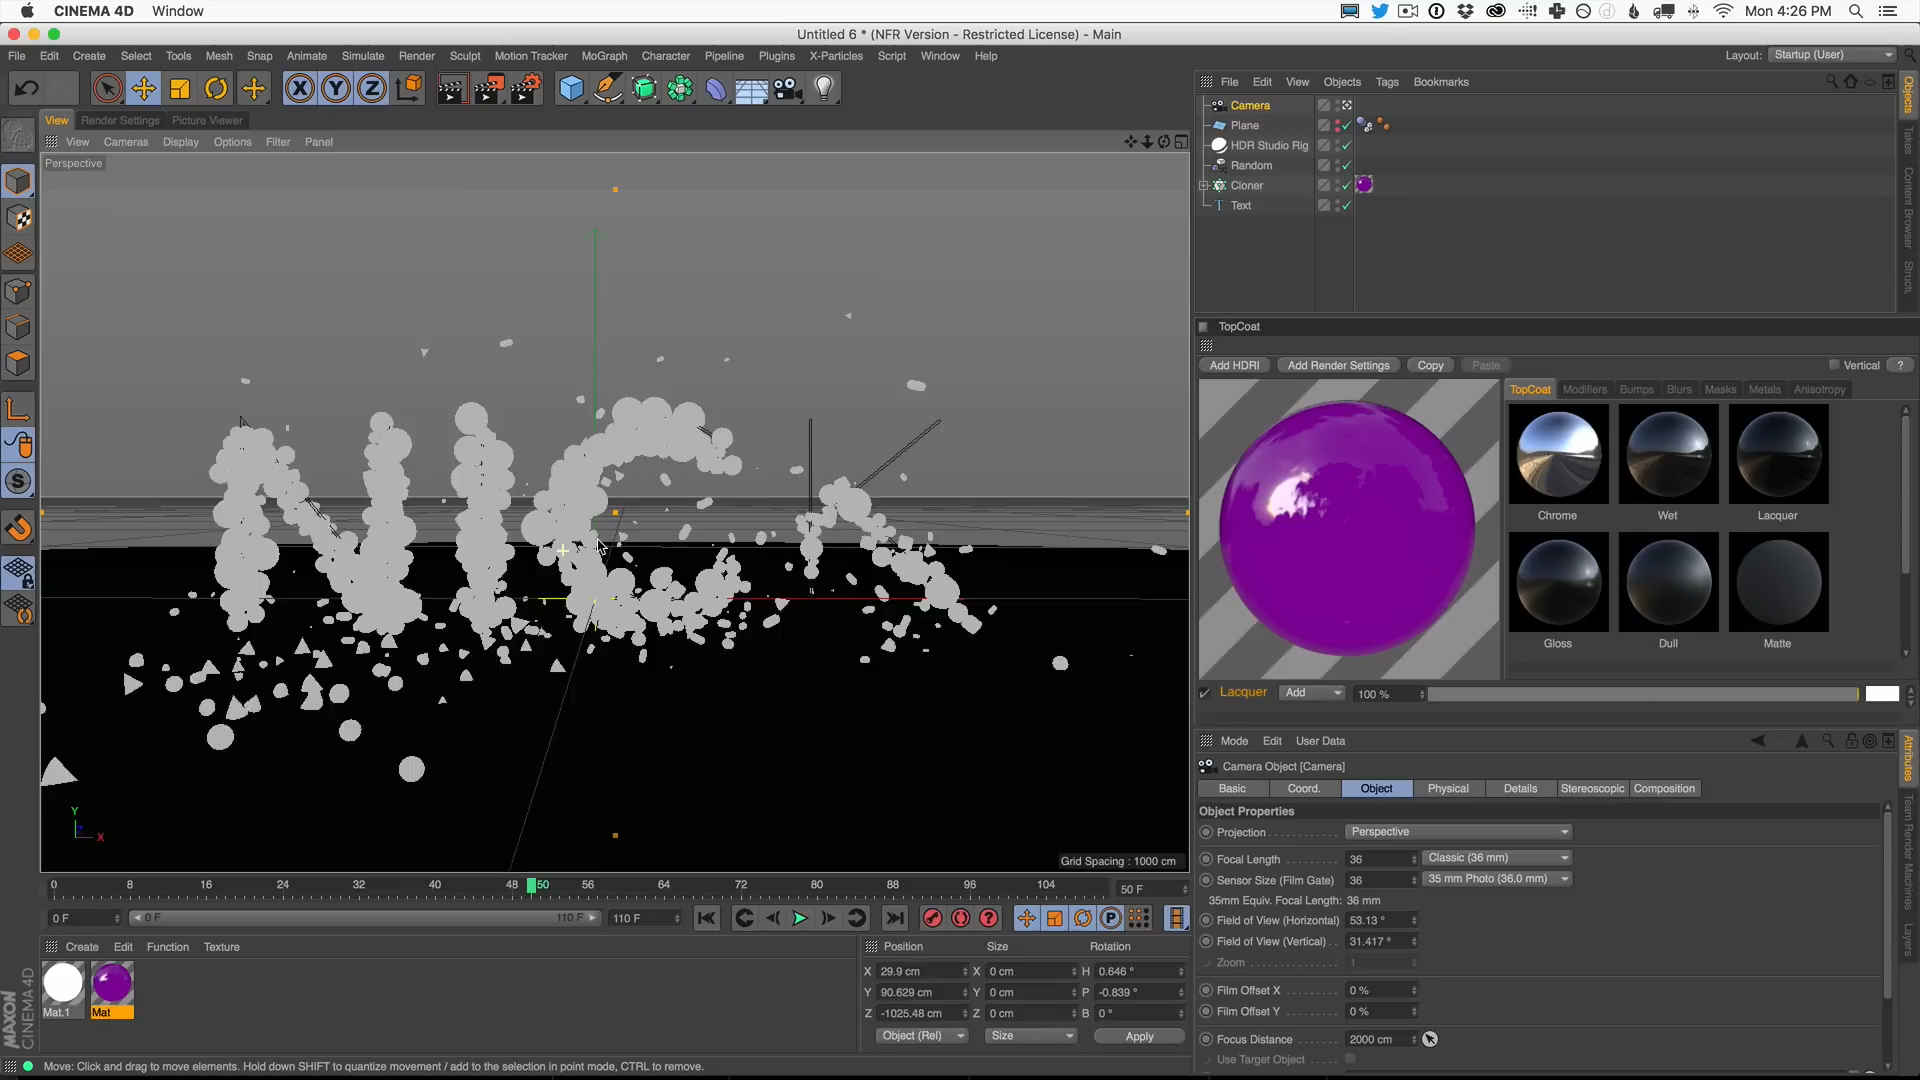 CINEMA 4D Window
Mon 4:26 PM
Untitled 6 * (NFR Version - Restricted License) - Main
File Edit Create Select Tools Mesh Snap Animate Simulate Render Sculpt Motion Tracker MoGraph Character Pipeline Plugins X-Particles Script Window Help
Layout: Startup (User)
X Y Z
File Edit View Objects Tags Bookmarks
View Render Settings Picture Viewer
View Cameras Display Options Filter Panel
Perspective
Camera
Plane
HDR Studio Rig
Random
Cloner
Text
Objects
Takes
Content Browser
TopCoat
Add HDRI Add Render Settings Copy Paste Vertical ?
TopCoat Modifiers Bumps Blurs Masks Metals Anisotropy
Chrome Wet Lacquer
Gloss Dull Matte
Lacquer Add 100 %
Mode Edit User Data
Camera Object [Camera]
Basic Coord. Object Physical Details Stereoscopic Composition
Object Properties
Projection Perspective
Focal Length 36 Classic (36 mm)
Sensor Size (Film Gate) 36 35 mm Photo (36.0 mm)
35mm Equiv. Focal Length: 36 mm
Field of View (Horizontal) 53.13 °
Field of View (Vertical) 31.417 °
Zoom 1
Film Offset X 0 %
Film Offset Y 0 %
Focus Distance 2000 cm
Use Target Object
Attributes
Team Render Machines
Layers
Y
Z X
Grid Spacing : 1000 cm
0 8 16 24 32 40 48 50 56 64 72 80 88 96 104 50 F
0 F 0 F 110 F 110 F
Create Edit Function Texture
Mat.1 Mat
Position Size Rotation
X 29.9 cm X 0 cm H 0.646 °
Y 90.629 cm Y 0 cm P -0.839 °
Z -1025.48 cm Z 0 cm B 0 °
Object (Rel) Size Apply
MAXON
CINEMA 4D
Move: Click and drag to move elements. Hold down SHIFT to quantize movement / add to the selection in point mode, CTRL to remove.